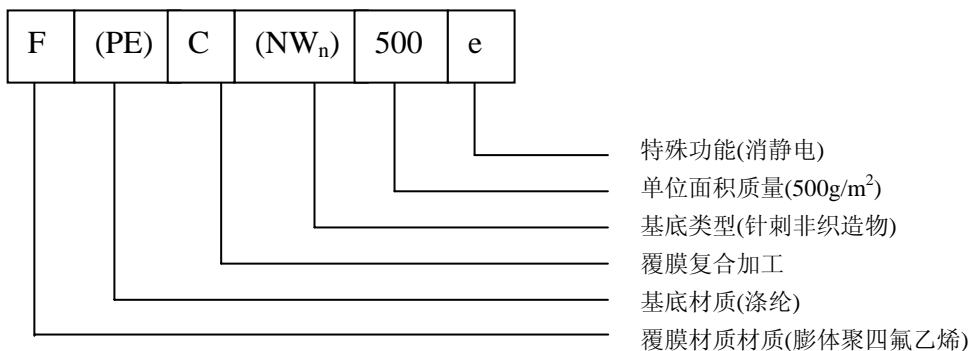 F (PE) C (NWn) 500 e
特殊功能(消静电)
单位面积质量(500g/m²)
基底类型(针刺非织造物)
覆膜复合加工
基底材质(涤纶)
覆膜材质材质(膨体聚四氟乙烯)